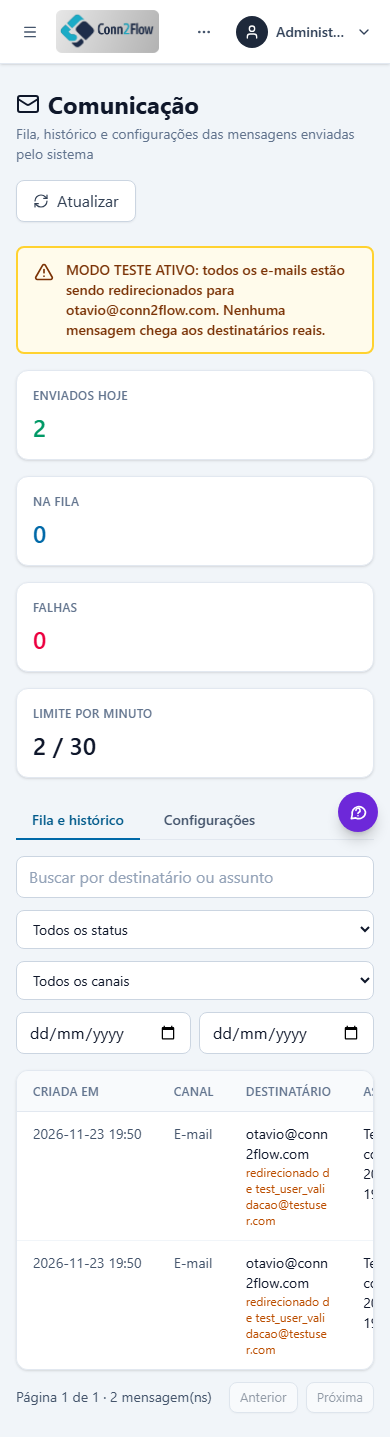 Conn2Flow
Administ...
Comunicação
Fila, histórico e configurações das mensagens enviadas
pelo sistema
Atualizar
MODO TESTE ATIVO: todos os e-mails estão
sendo redirecionados para
otavio@conn2flow.com. Nenhuma
mensagem chega aos destinatários reais.
ENVIADOS HOJE
2
NA FILA
0
FALHAS
0
LIMITE POR MINUTO
2 / 30
Fila e histórico Configurações
Buscar por destinatário ou assunto
Todos os status
Todos os canais
dd/mm/yyyy dd/mm/yyyy
CRIADA EM CANAL DESTINATÁRIO
2026-11-23 19:50 E-mail otavio@conn
2flow.com
redirecionado d
e test_user_vali
dacao@testuse
r.com
2026-11-23 19:50 E-mail otavio@conn
2flow.com
redirecionado d
e test_user_vali
dacao@testuse
r.com
Página 1 de 1 · 2 mensagem(ns) Anterior Próxima